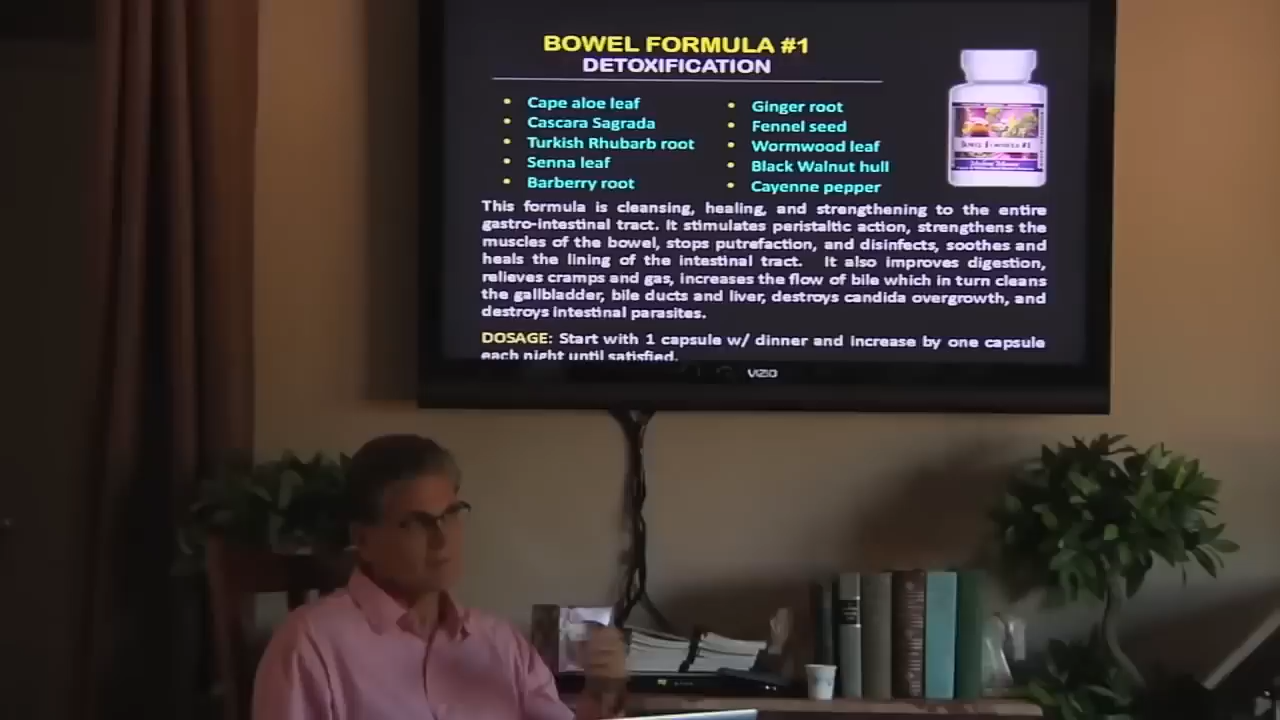 BOWEL FORMULA #1
DETOXIFICATION
• Cape aloe leaf
• Cascara Sagrada
• Turkish Rhubarb root
• Senna leaf
• Barberry root
• Ginger root
• Fennel seed
• Wormwood leaf
• Black Walnut hull
• Cayenne pepper
BOWEL FORMULA #1
This formula is cleansing, healing, and strengthening to the entire
gastro-intestinal tract. It stimulates peristaltic action, strengthens the
muscles of the bowel, stops putrefaction, and disinfects, soothes and
heals the lining of the intestinal tract. It also improves digestion,
relieves cramps and gas, increases the flow of bile which in turn cleans
the gallbladder, bile ducts and liver, destroys candida overgrowth, and
destroys intestinal parasites.
DOSAGE: Start with 1 capsule w/ dinner and increase by one capsule
each night until satisfied.
VIZIO